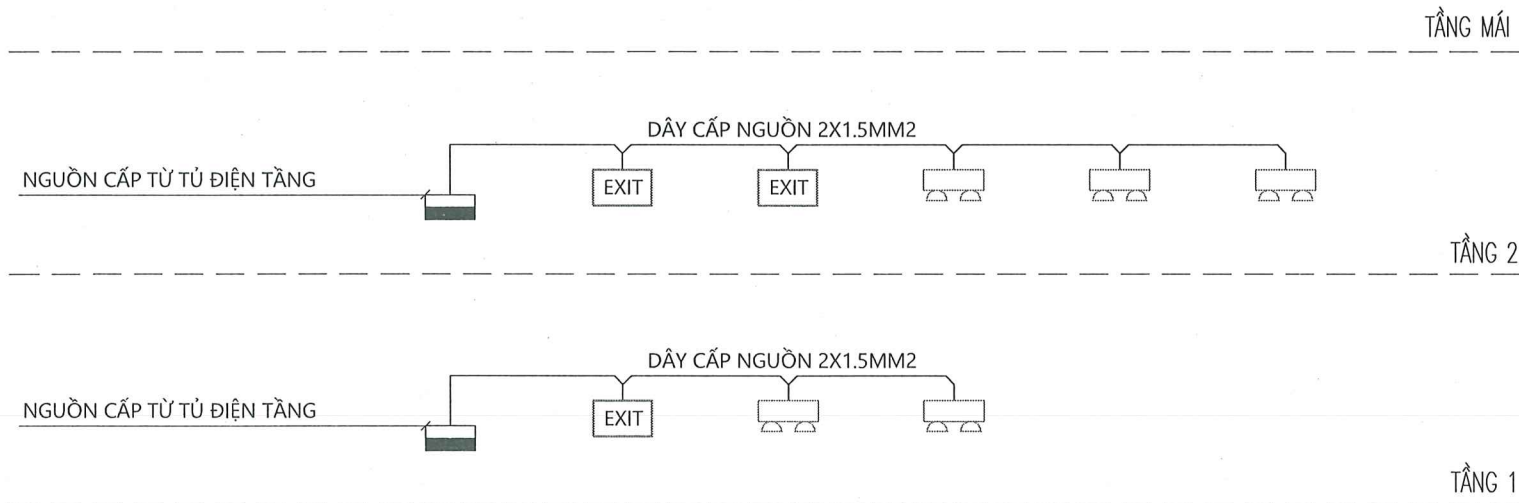 TẦNG MÁI
DÂY CẤP NGUỒN 2X1.5MM2
NGUỒN CẤP TỪ TỦ ĐIỆN TẦNG
EXIT
EXIT
TẦNG 2
DÂY CẤP NGUỒN 2X1.5MM2
NGUỒN CẤP TỪ TỦ ĐIỆN TẦNG
EXIT
TẦNG 1